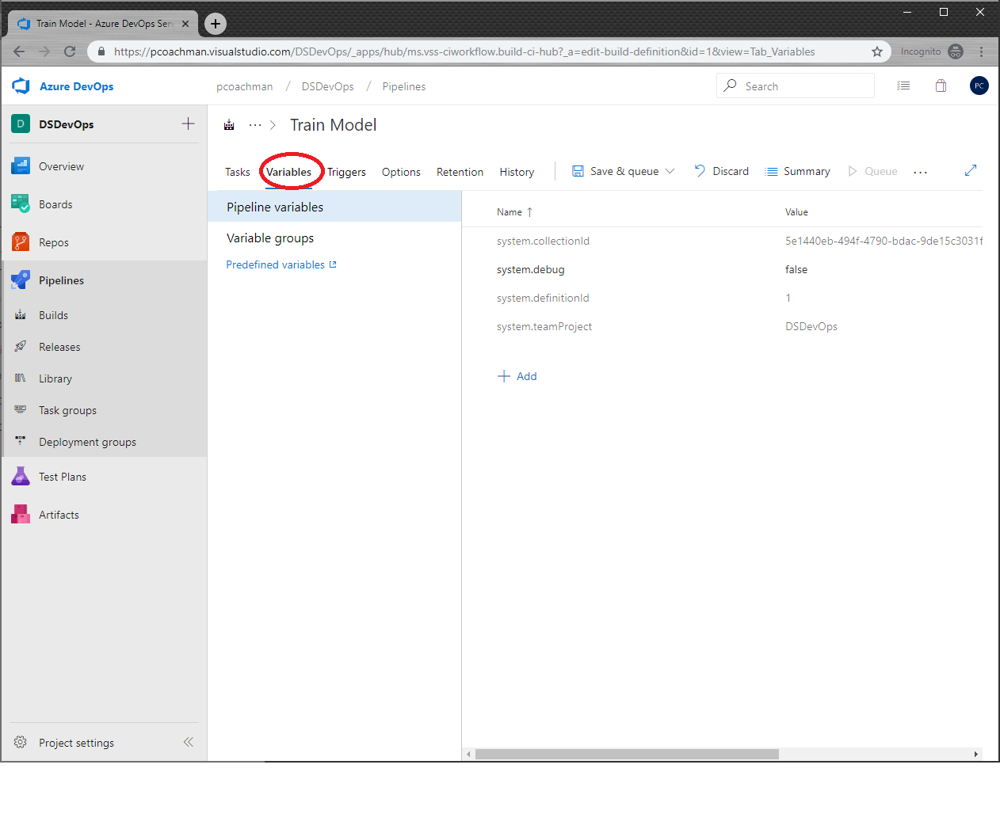 Train Model - Azure DevOps Serv
https://pcoachman.visualstudio.com/DSDevOps/_apps/hub/ms.vss-ciworkflow.build-ci-hub?_a=edit-build-definition&id=1&view=Tab_Variables
Incognito
Azure DevOps
pcoachman / DSDevOps / Pipelines
Search
PC
D DSDevOps
Train Model
Overview
Boards
Repos
Pipelines
Builds
Releases
Library
Task groups
Deployment groups
Test Plans
Artifacts
Project settings
Tasks Variables Triggers Options Retention History Save & queue Discard Summary Queue ...
Pipeline variables
Variable groups
Predefined variables
Name ↑ Value
system.collectionId 5e1440eb-494f-4790-bdac-9de15c3031f
system.debug false
system.definitionId 1
system.teamProject DSDevOps
+ Add